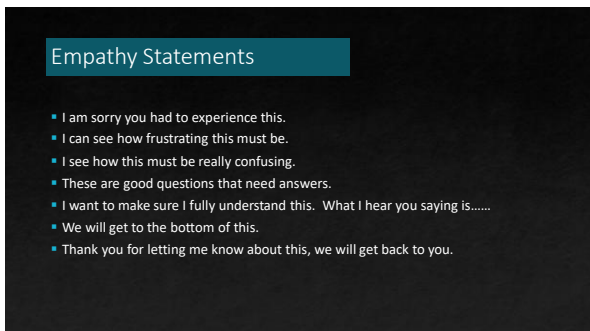 Empathy Statements
▪ I am sorry you had to experience this.
▪ I can see how frustrating this must be.
▪ I see how this must be really confusing.
▪ These are good questions that need answers.
▪ I want to make sure I fully understand this.  What I hear you saying is……
▪ We will get to the bottom of this.
▪ Thank you for letting me know about this, we will get back to you.